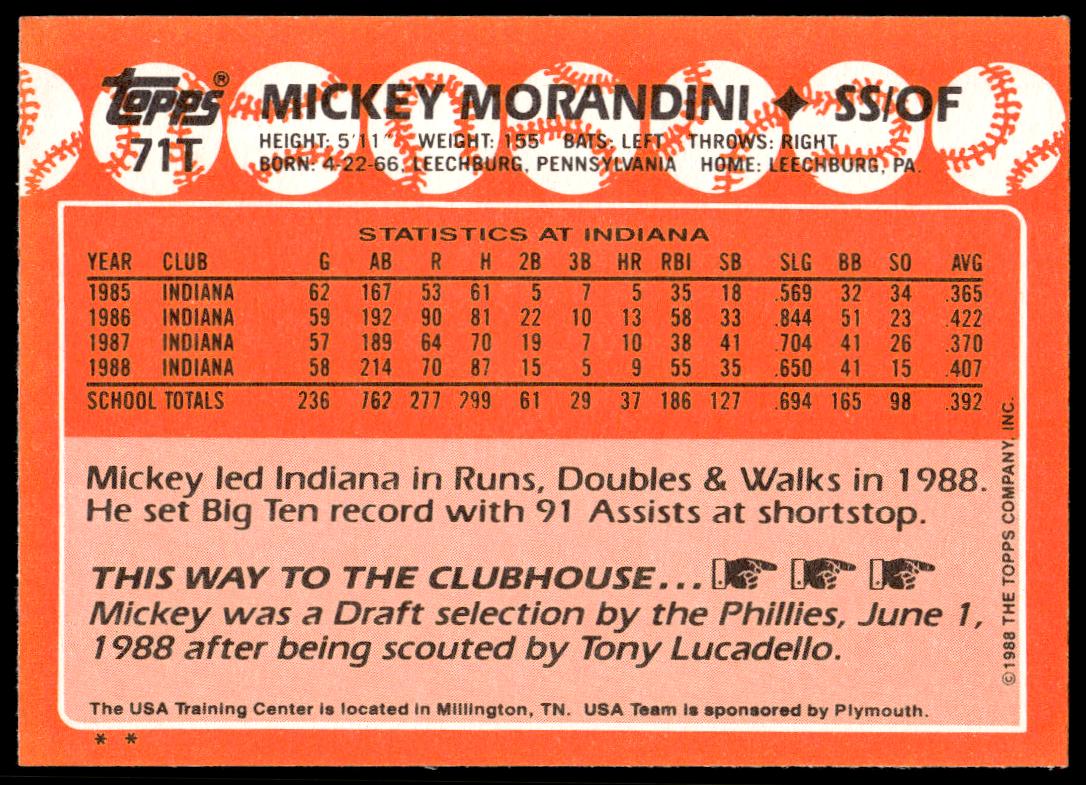 topps®
71T
MICKEY MORANDINI ♦ SS/OF
HEIGHT: 5'11" WEIGHT: 155 BATS: LEFT THROWS: RIGHT
BORN: 4-22-66, LEECHBURG, PENNSYLVANIA HOME: LEECHBURG, PA.
STATISTICS AT INDIANA
YEAR CLUB G AB R H 2B 3B HR RBI SB SLG BB SO AVG
1985 INDIANA 62 167 53 61 5 7 5 35 18 .569 32 34 .365
1986 INDIANA 59 192 90 81 22 10 13 58 33 .844 51 23 .422
1987 INDIANA 57 189 64 70 19 7 10 38 41 .704 41 26 .370
1988 INDIANA 58 214 70 87 15 5 9 55 35 .650 41 15 .407
SCHOOL TOTALS 236 762 277 299 61 29 37 186 127 .694 165 98 .392
Mickey led Indiana in Runs, Doubles & Walks in 1988.
He set Big Ten record with 91 Assists at shortstop.
THIS WAY TO THE CLUBHOUSE...
Mickey was a Draft selection by the Phillies, June 1,
1988 after being scouted by Tony Lucadello.
The USA Training Center is located in Millington, TN. USA Team is sponsored by Plymouth.
* *
©1988 THE TOPPS COMPANY, INC.